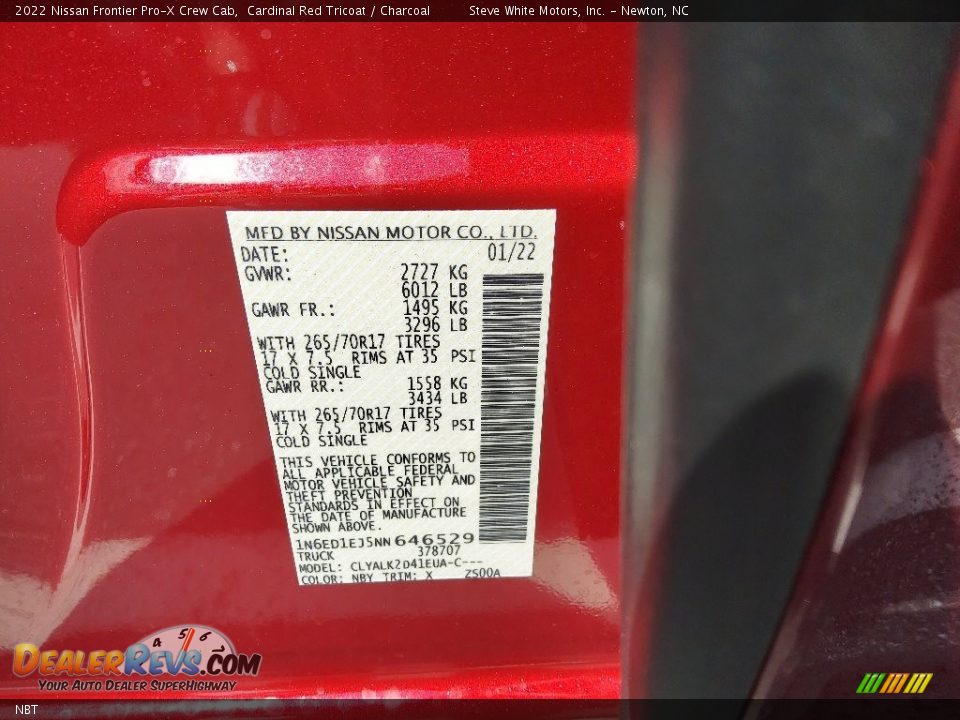 2022 Nissan Frontier Pro-X Crew Cab, Cardinal Red Tricoat / Charcoal Steve White Motors, Inc. - Newton, NC
MFD BY NISSAN MOTOR CO., LTD.
DATE: 01/22
GVWR: 2727 KG
6012 LB
GAWR FR.: 1495 KG
3296 LB
WITH 265/70R17 TIRES
17 X 7.5 RIMS AT 35 PSI
COLD SINGLE
GAWR RR.: 1558 KG
3434 LB
WITH 265/70R17 TIRES
17 X 7.5 RIMS AT 35 PSI
COLD SINGLE
THIS VEHICLE CONFORMS TO
ALL APPLICABLE FEDERAL
MOTOR VEHICLE SAFETY AND
THEFT PREVENTION
STANDARDS IN EFFECT ON
THE DATE OF MANUFACTURE
SHOWN ABOVE.
1N6ED1EJ5NN646529
TRUCK 378707
MODEL: CLYALK2D41EUA-C---
COLOR: NBY TRIM: X ZS00A
4 5 6
DealerRevs.com
Your Auto Dealer SuperHighway
NBT